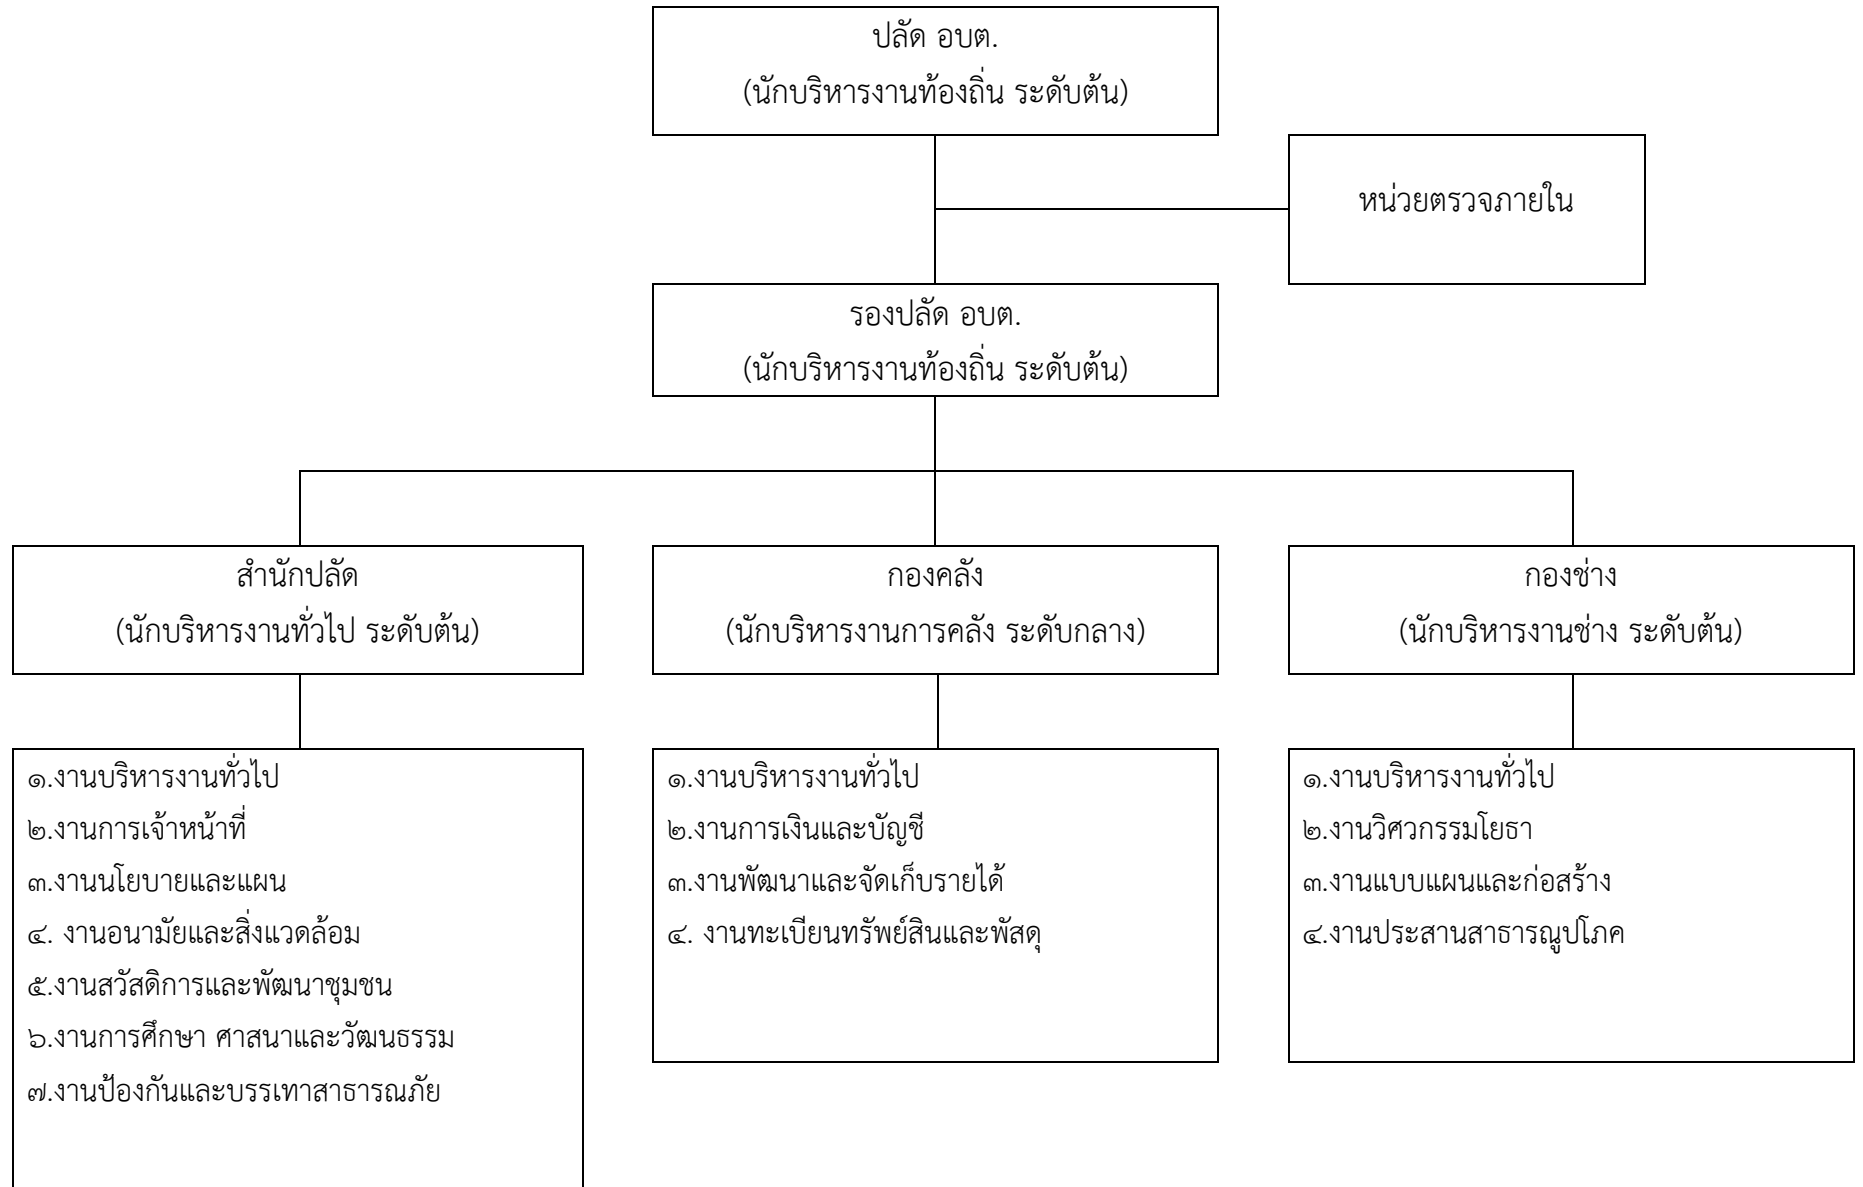 ปลัด อบต.
(นักบริหารงานท้องถิ่น ระดับต้น)
หน่วยตรวจภายใน
รองปลัด อบต.
(นักบริหารงานท้องถิ่น ระดับต้น)
สำนักปลัด
(นักบริหารงานทั่วไป ระดับต้น)
กองคลัง
(นักบริหารงานการคลัง ระดับกลาง)
กองช่าง
(นักบริหารงานช่าง ระดับต้น)
๑.งานบริหารงานทั่วไป
๒.งานการเจ้าหน้าที่
๓.งานนโยบายและแผน
๔. งานอนามัยและสิ่งแวดล้อม
๕.งานสวัสดิการและพัฒนาชุมชน
๖.งานการศึกษา ศาสนาและวัฒนธรรม
๗.งานป้องกันและบรรเทาสาธารณภัย
๑.งานบริหารงานทั่วไป
๒.งานการเงินและบัญชี
๓.งานพัฒนาและจัดเก็บรายได้
๔. งานทะเบียนทรัพย์สินและพัสดุ
๑.งานบริหารงานทั่วไป
๒.งานวิศวกรรมโยธา
๓.งานแบบแผนและก่อสร้าง
๔.งานประสานสาธารณูปโภค